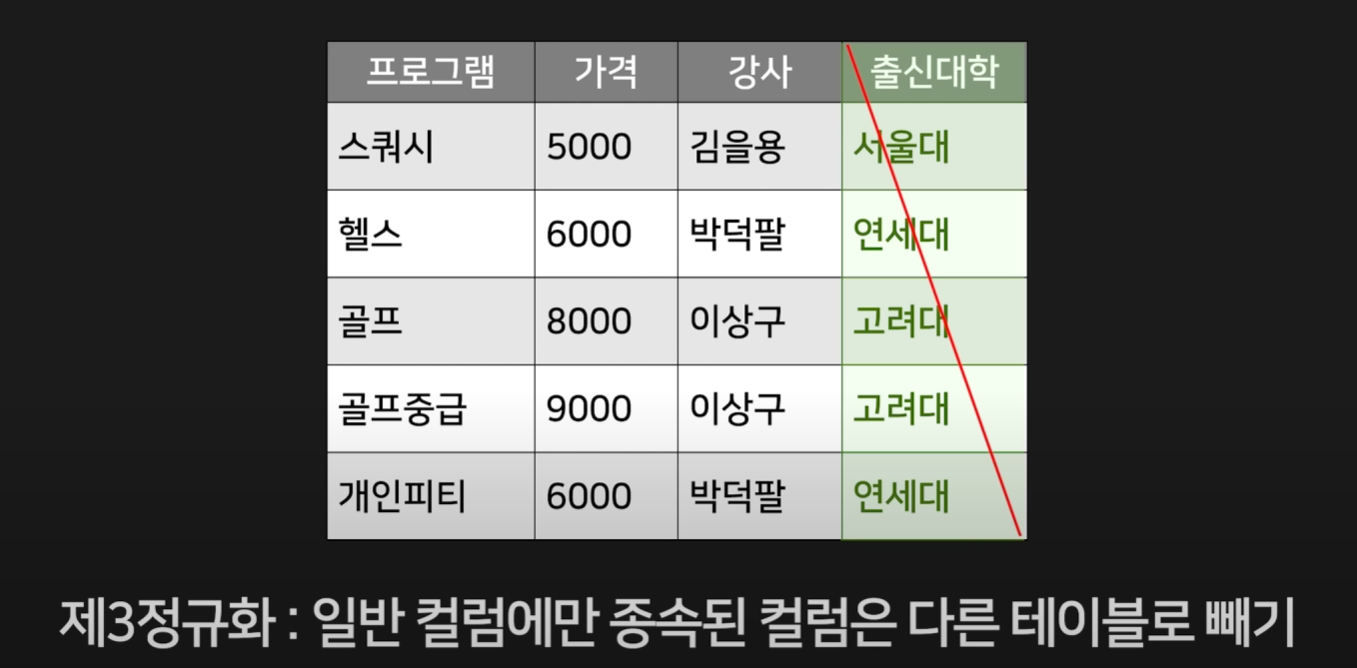 프로그램 가격 강사 출신대학
스쿼시 5000 김을용 서울대
헬스 6000 박덕팔 연세대
골프 8000 이상구 고려대
골프중급 9000 이상구 고려대
개인피티 6000 박덕팔 연세대
제3정규화 : 일반 컬럼에만 종속된 컬럼은 다른 테이블로 빼기